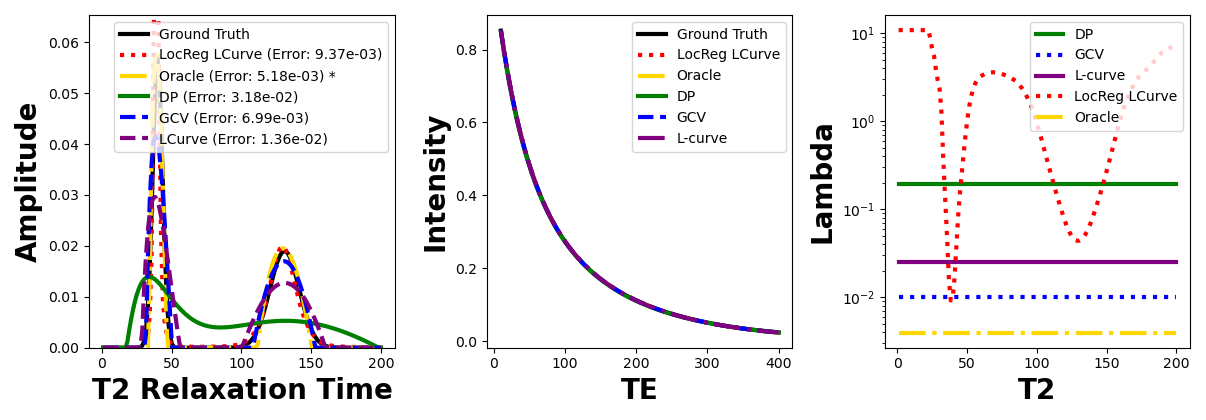 Amplitude
0.06
0.05
0.04
0.03
0.02
0.01
0.00
0
50
100
150
200
T2 Relaxation Time
Ground Truth
LocReg LCurve (Error: 9.37e-03)
Oracle (Error: 5.18e-03) *
DP (Error: 3.18e-02)
GCV (Error: 6.99e-03)
LCurve (Error: 1.36e-02)
Intensity
0.8
0.6
0.4
0.2
0.0
0
100
200
300
400
TE
Ground Truth
LocReg LCurve
Oracle
DP
GCV
L-curve
Lambda
10¹
10⁰
10⁻¹
10⁻²
0
50
100
150
200
T2
DP
GCV
L-curve
LocReg LCurve
Oracle